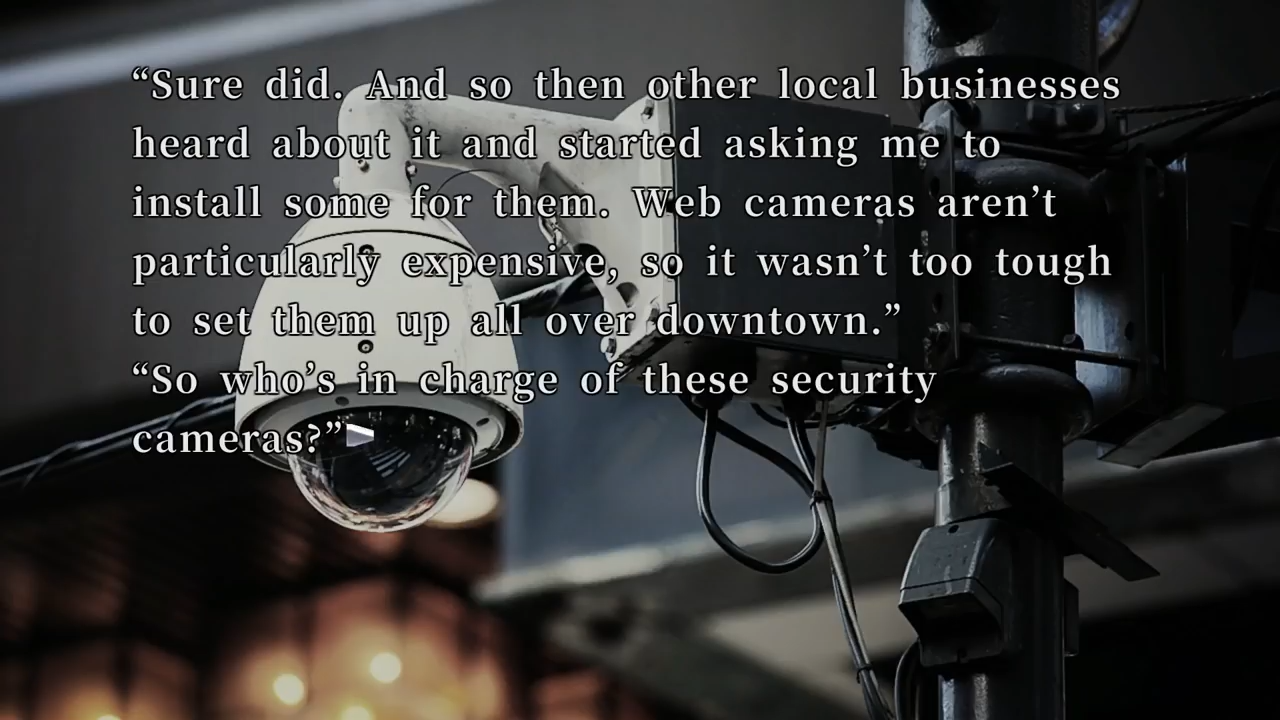 “Sure did. And so then other local businesses
heard about it and started asking me to
install some for them. Web cameras aren’t
particularly expensive, so it wasn’t too tough
to set them up all over downtown.”
“So who’s in charge of these security
cameras?”